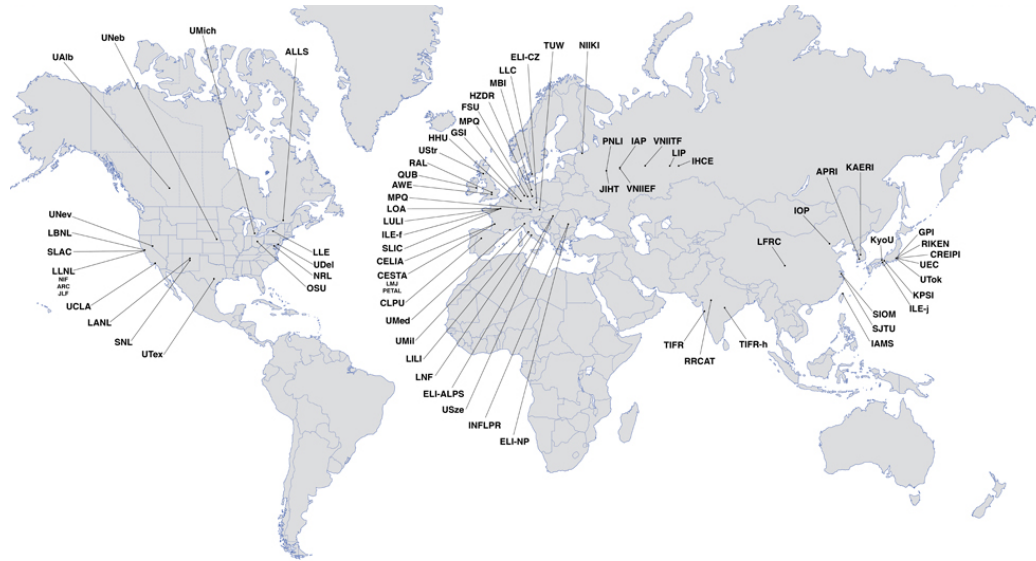 UMich
UNeb
ALLS
UAlb
UNev
LBNL
SLAC
LLNL
NIF
ARC
JLF
UCLA
LANL
SNL
UTex
LLE
UDel
NRL
OSU
TUW
NIIKI
ELI-CZ
LLC
MBI
HZDR
FSU
MPQ
GSI
HHU
UStr
RAL
QUB
AWE
MPQ
LOA
LULI
ILE-f
SLIC
CELIA
CESTA
LMJ
PETAL
CLPU
UMed
UMil
LILI
LNF
ELI-ALPS
USze
INFLPR
ELI-NP
PNLI
IAP
VNIITF
LIP
IHCE
JIHT
VNIIEF
APRI
KAERI
IOP
LFRC
KyoU
GPI
RIKEN
CREIPI
UEC
UTok
KPSI
ILE-j
SIOM
SJTU
IAMS
TIFR
RRCAT
TIFR-h